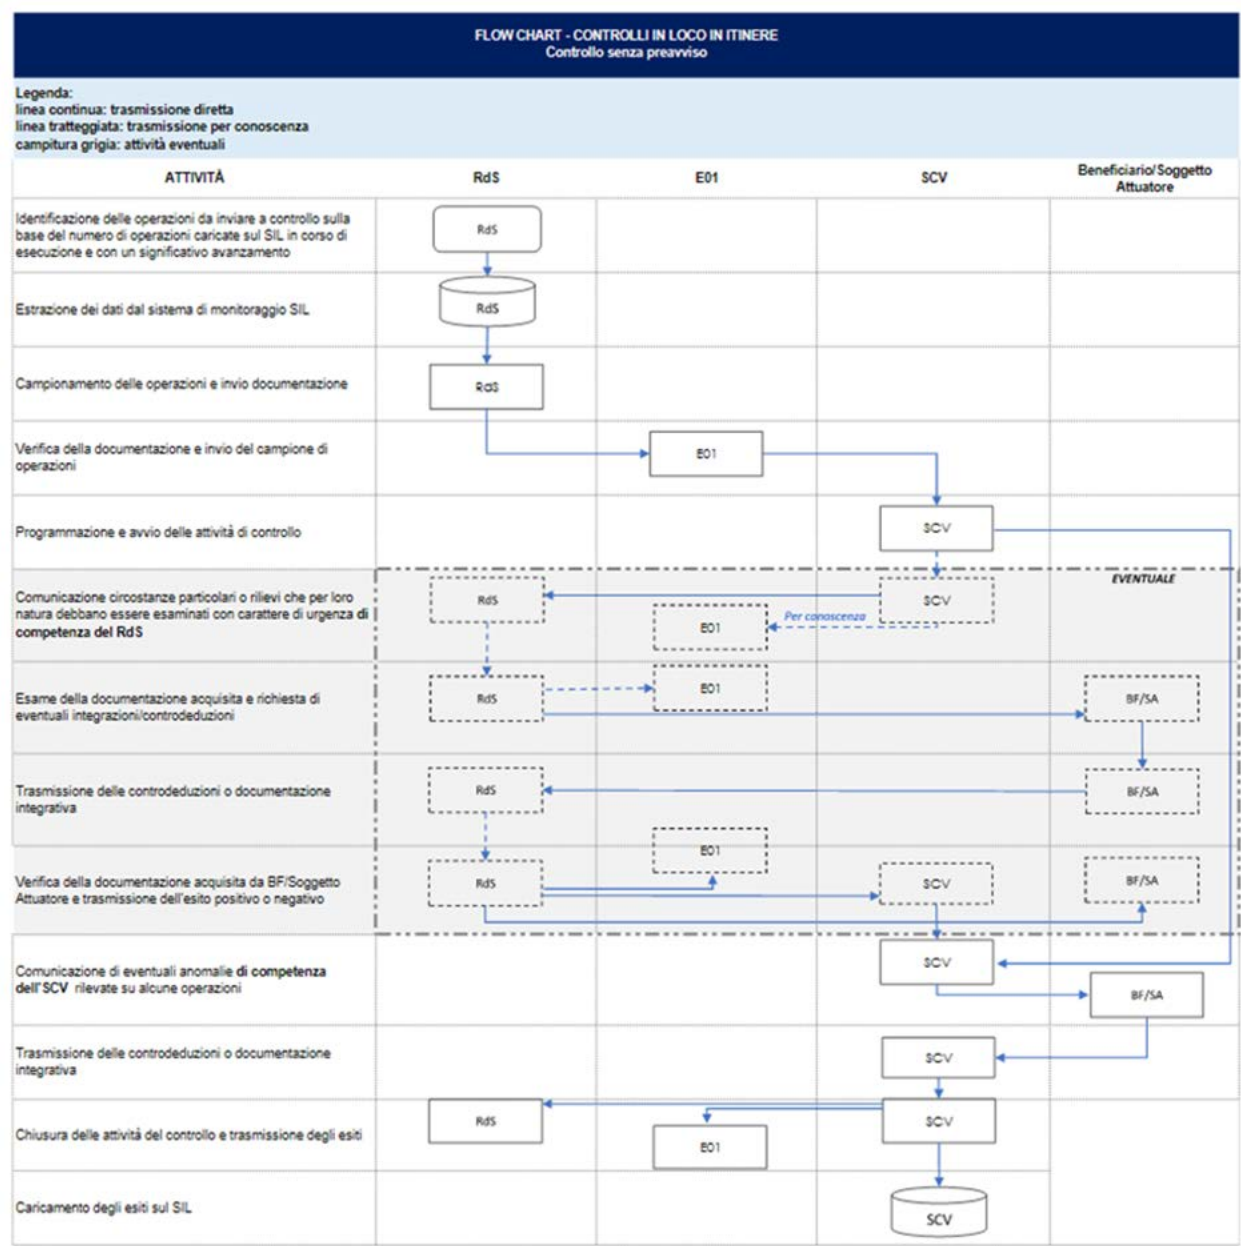 FLOW CHART - CONTROLLI IN LOCO IN ITINERE
Controllo senza preavviso
Legenda:
linea continua: trasmissione diretta
linea tratteggiata: trasmissione per conoscenza
campitura grigia: attività eventuali
ATTIVITÀ
RdS
E01
SCV
Beneficiario/Soggetto
Attuatore
Identificazione delle operazioni da inviare a controllo sulla
base del numero di operazioni caricate sul SIL in corso di
esecuzione e con un significativo avanzamento
RdS
Estrazione dei dati dal sistema di monitoraggio SIL
RdS
Campionamento delle operazioni e invio documentazione
RdS
Verifica della documentazione e invio del campione di
operazioni
E01
Programmazione e avvio delle attività di controllo
SCV
EVENTUALE
Comunicazione circostanze particolari o rilievi che per loro
natura debbano essere esaminati con carattere di urgenza di
competenza del RdS
RdS
SCV
Per conoscenza
E01
Esame della documentazione acquisita e richiesta di
eventuali integrazioni/controdeduzioni
RdS
E01
BF/SA
Trasmissione delle controdeduzioni o documentazione
integrativa
RdS
BF/SA
E01
Verifica della documentazione acquisita da BF/Soggetto
Attuatore e trasmissione dell'esito positivo o negativo
RdS
SCV
BF/SA
Comunicazione di eventuali anomalie di competenza
dell'SCV rilevate su alcune operazioni
SCV
BF/SA
Trasmissione delle controdeduzioni o documentazione
integrativa
SCV
Chiusura delle attività del controllo e trasmissione degli esiti
RdS
E01
SCV
Caricamento degli esiti sul SIL
SCV